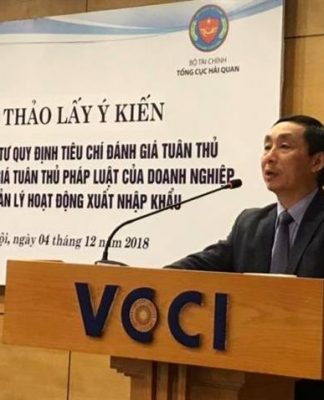 BỘ TÀI CHÍNH
TỔNG CỤC HẢI QUAN
THẢO LẤY Ý KIẾN
TƯ QUY ĐỊNH TIÊU CHÍ ĐÁNH GIÁ TUÂN THỦ
GIÁ TUÂN THỦ PHÁP LUẬT CỦA DOANH NGHIỆP
QUẢN LÝ HOẠT ĐỘNG XUẤT NHẬP KHẨU
ngày 04 tháng 12 năm 2018
VCCI